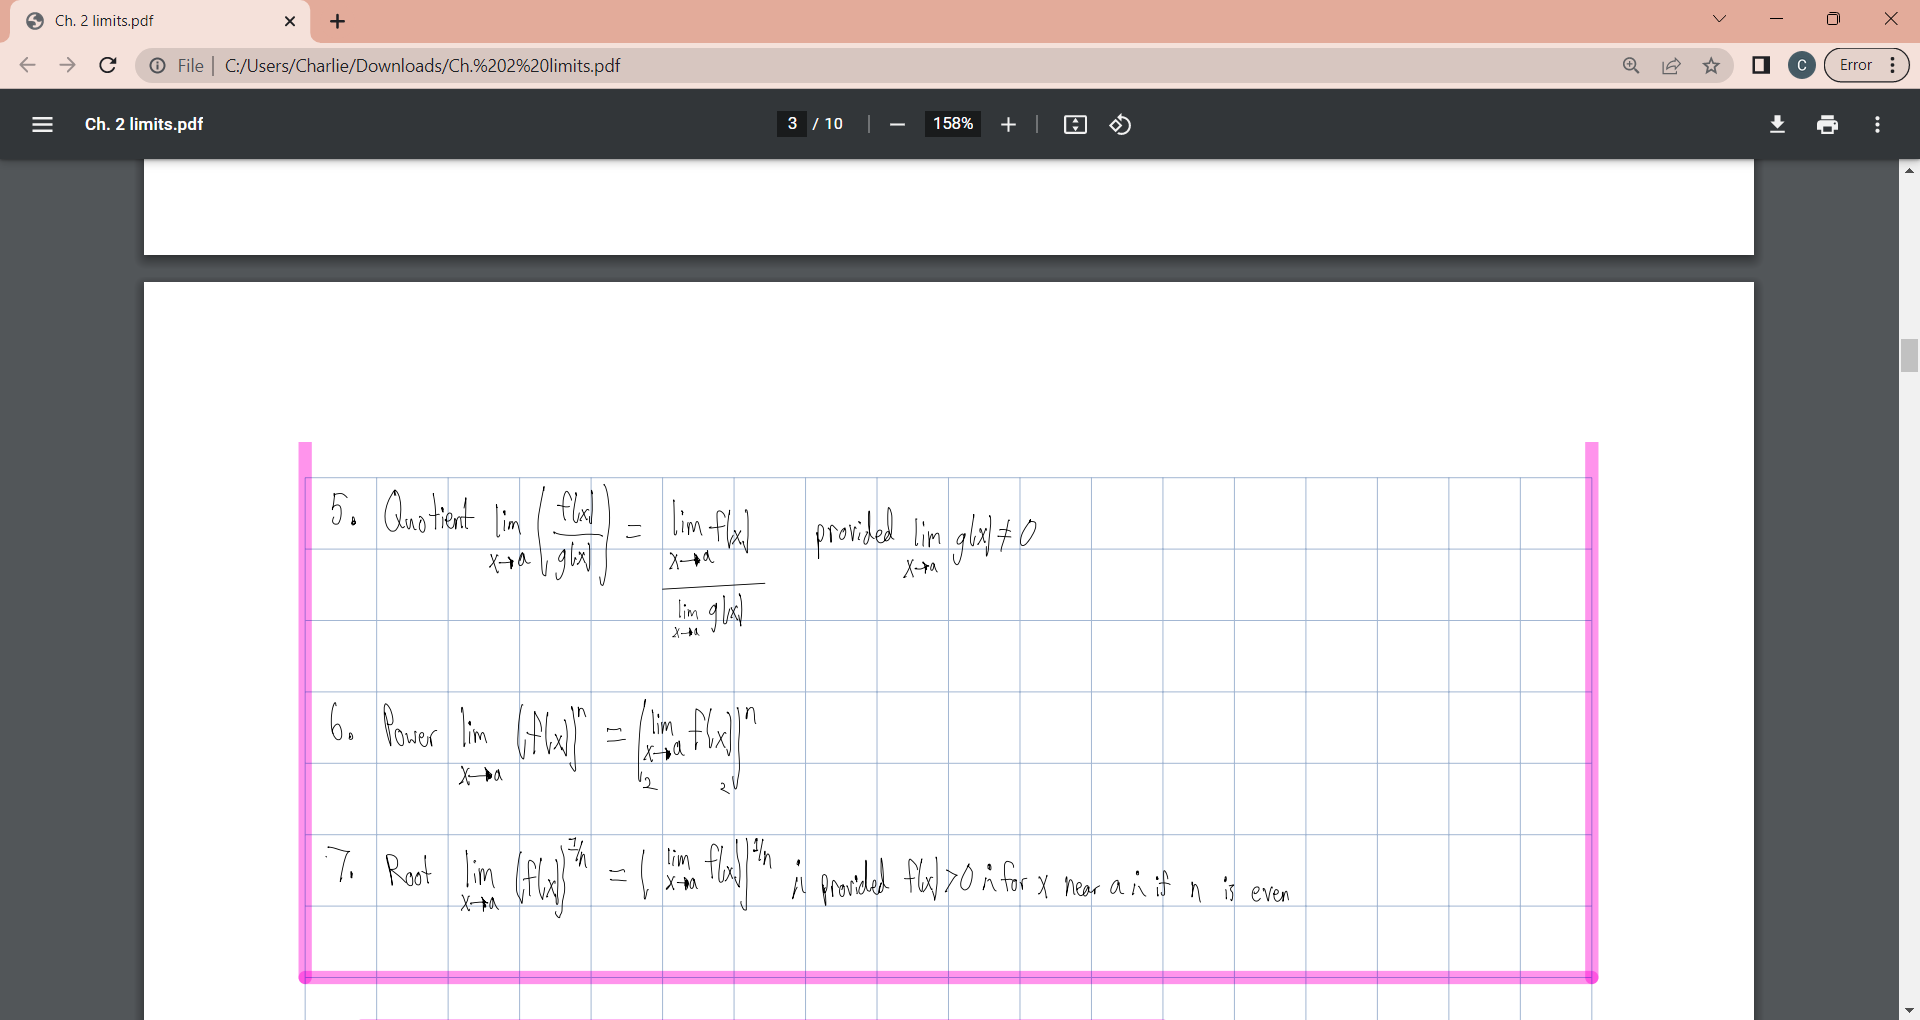 Ch. 2 limits.pdf
File | C:/Users/Charlie/Downloads/Ch.%202%20limits.pdf
C
Error
Ch. 2 limits.pdf
3 / 10
158%
5. Quotient lim x→a (f(x)/g(x)) = lim x→a f(x) / lim x→a g(x) provided lim x→a g(x) ≠ 0
6. Power lim x→a (f(x))^n = (lim x→a f(x))^n
2 2
7. Root lim x→a (f(x))^1/n = (lim x→a f(x))^1/n provided f(x) > 0 for x near a if n is even